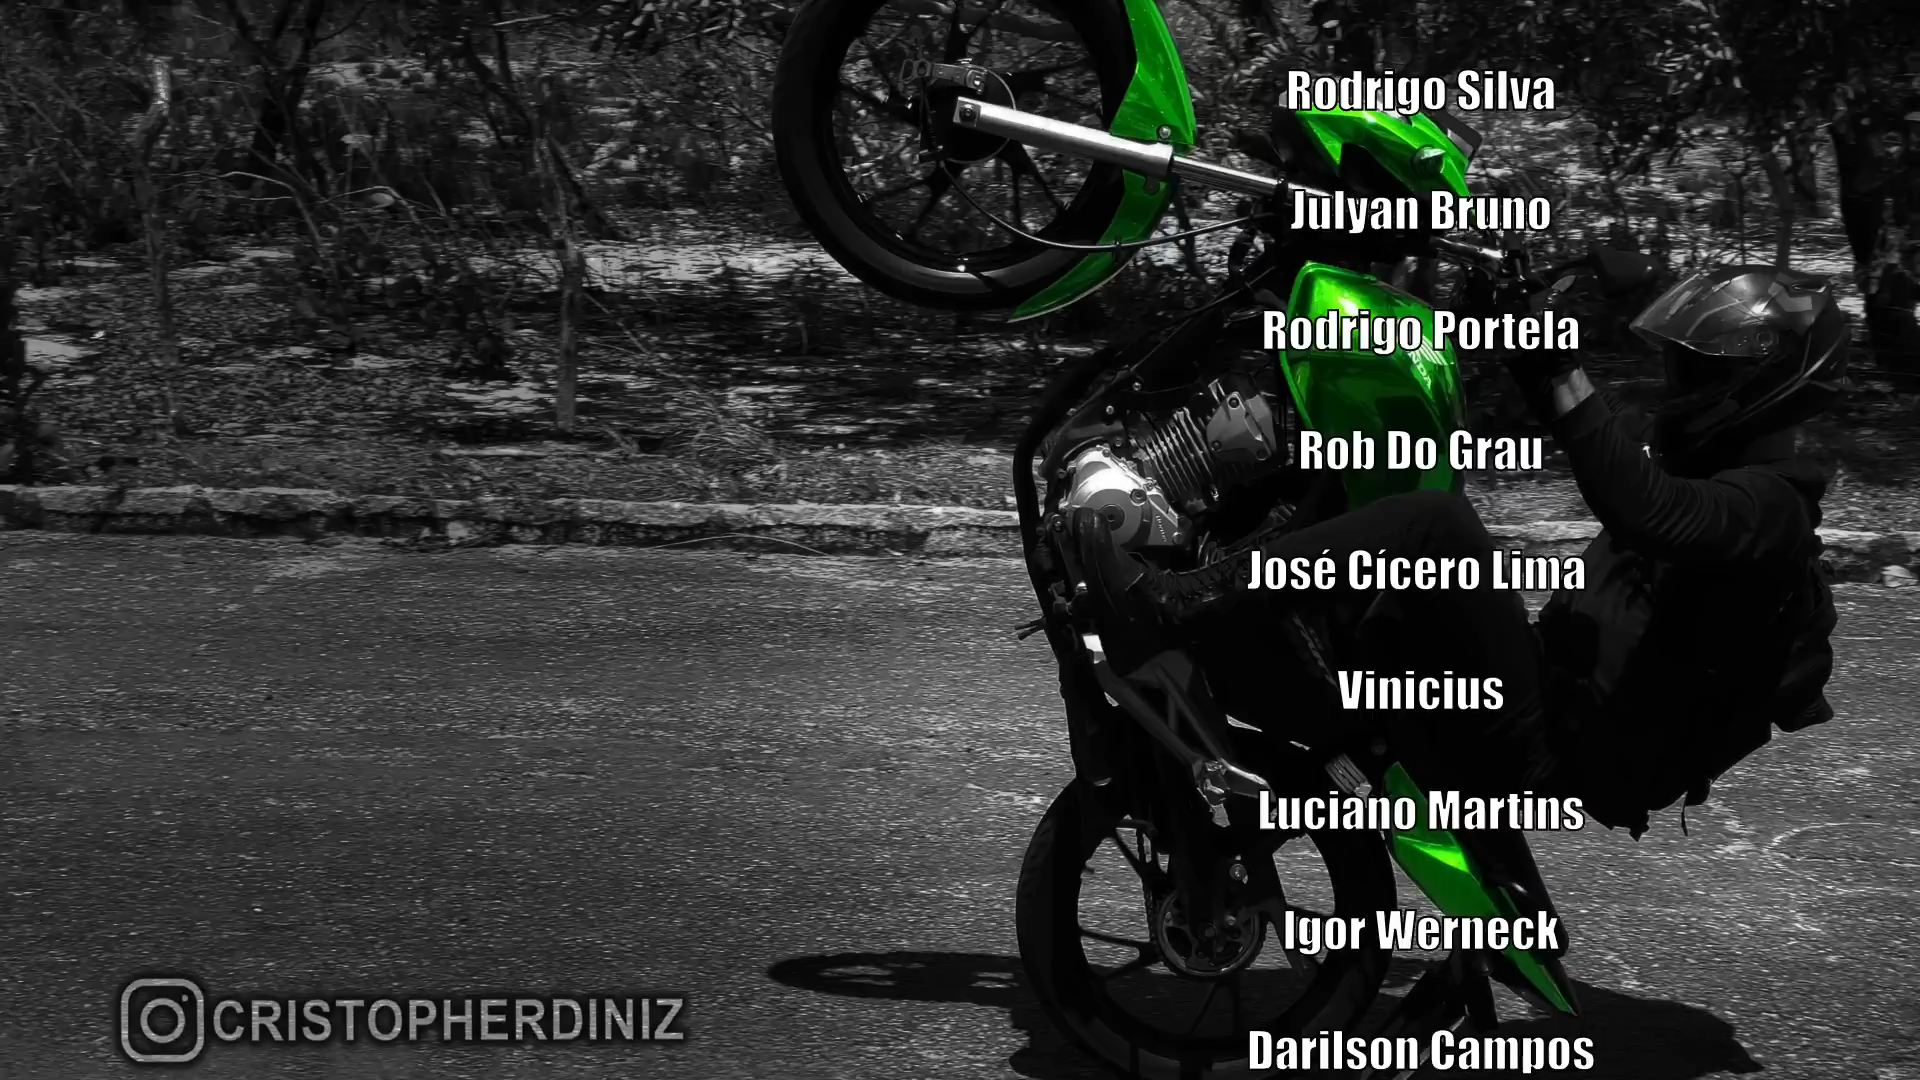 Rodrigo Silva
Julyan Bruno
Rodrigo Portela
Rob Do Grau
José Cícero Lima
Vinicius
Luciano Martins
Igor Werneck
CRISTOPHERDINIZ
Darilson Campos